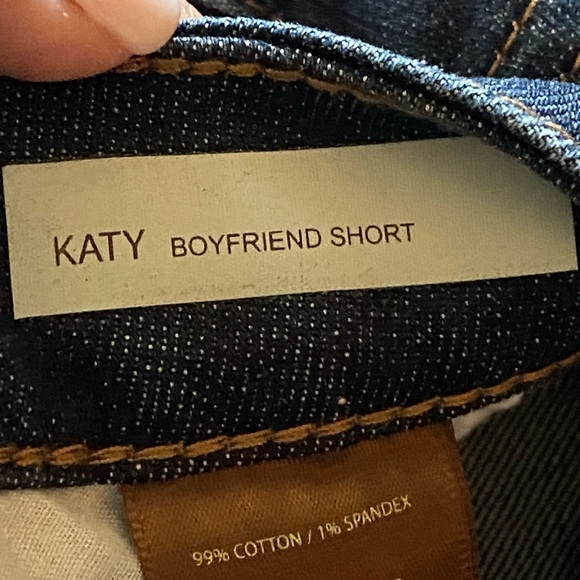 KATY BOYFRIEND SHORT
99% COTTON / 1% SPANDEX